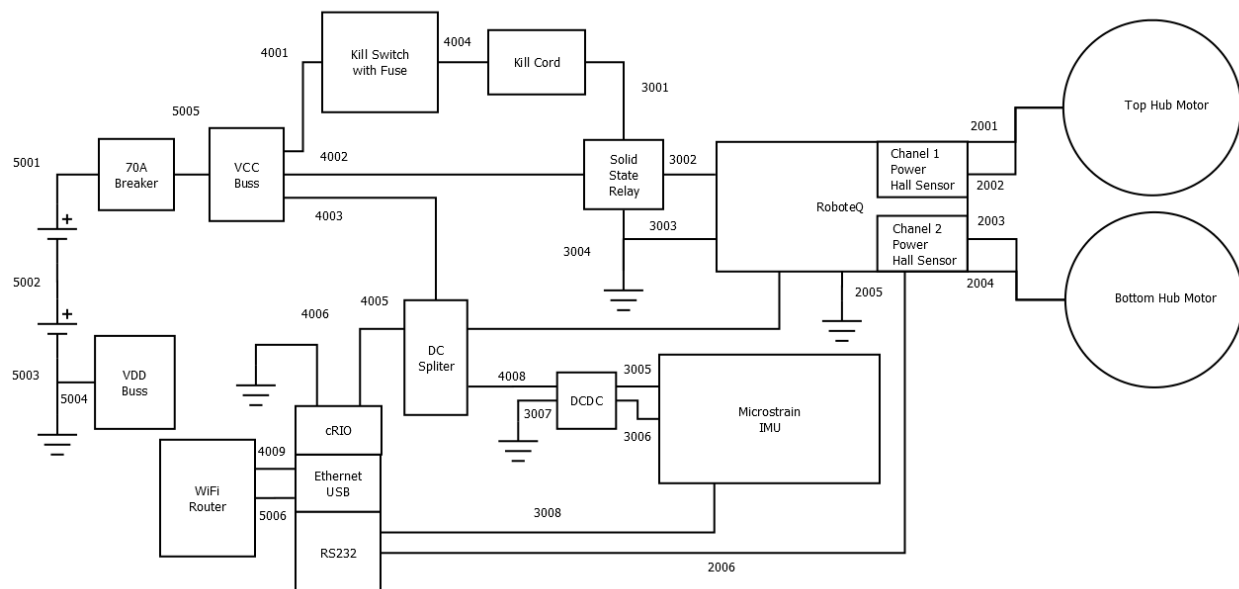 4001
Kill Switch
with Fuse
4004
Kill Cord
3001
5005
5001
70A
Breaker
VCC
Buss
4002
4003
Solid
State
Relay
3002
3003
3004
RoboteQ
Chanel 1
Power
Hall Sensor
Chanel 2
Power
Hall Sensor
2001
2002
2003
2004
Top Hub Motor
Bottom Hub Motor
+
5002
+
5003
5004
VDD
Buss
4006
4005
DC
Spliter
2005
4008
3007
DCDC
3005
3006
Microstrain
IMU
cRIO
4009
Ethernet
USB
WiFi
Router
5006
RS232
3008
2006